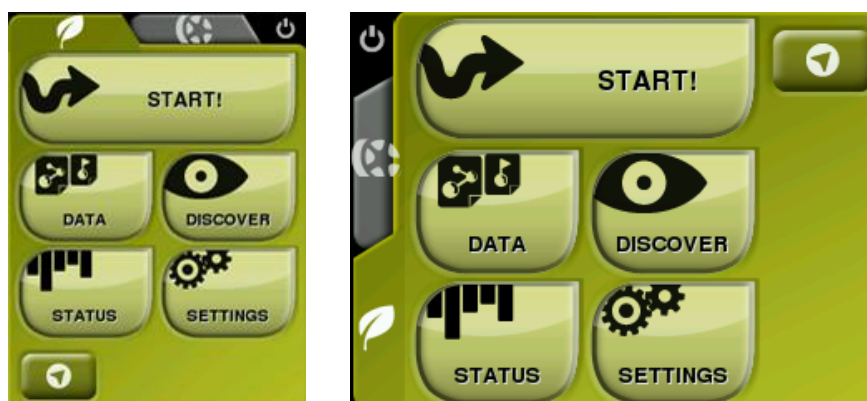 START!
DATA
DISCOVER
STATUS
SETTINGS
START!
DATA
DISCOVER
STATUS
SETTINGS